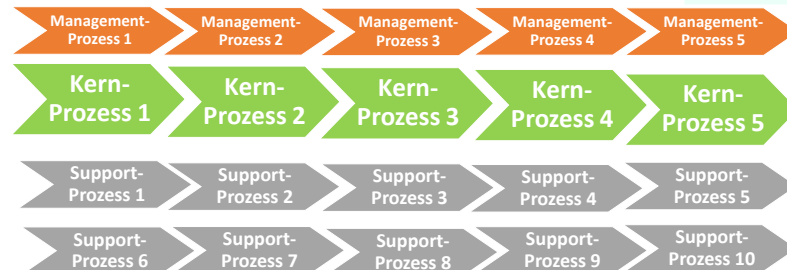 Management-
Prozess 1
Management-
Prozess 2
Management-
Prozess 3
Management-
Prozess 4
Management-
Prozess 5
Kern-
Prozess 1
Kern-
Prozess 2
Kern-
Prozess 3
Kern-
Prozess 4
Kern-
Prozess 5
Support-
Prozess 1
Support-
Prozess 2
Support-
Prozess 3
Support-
Prozess 4
Support-
Prozess 5
Support-
Prozess 6
Support-
Prozess 7
Support-
Prozess 8
Support-
Prozess 9
Support-
Prozess 10